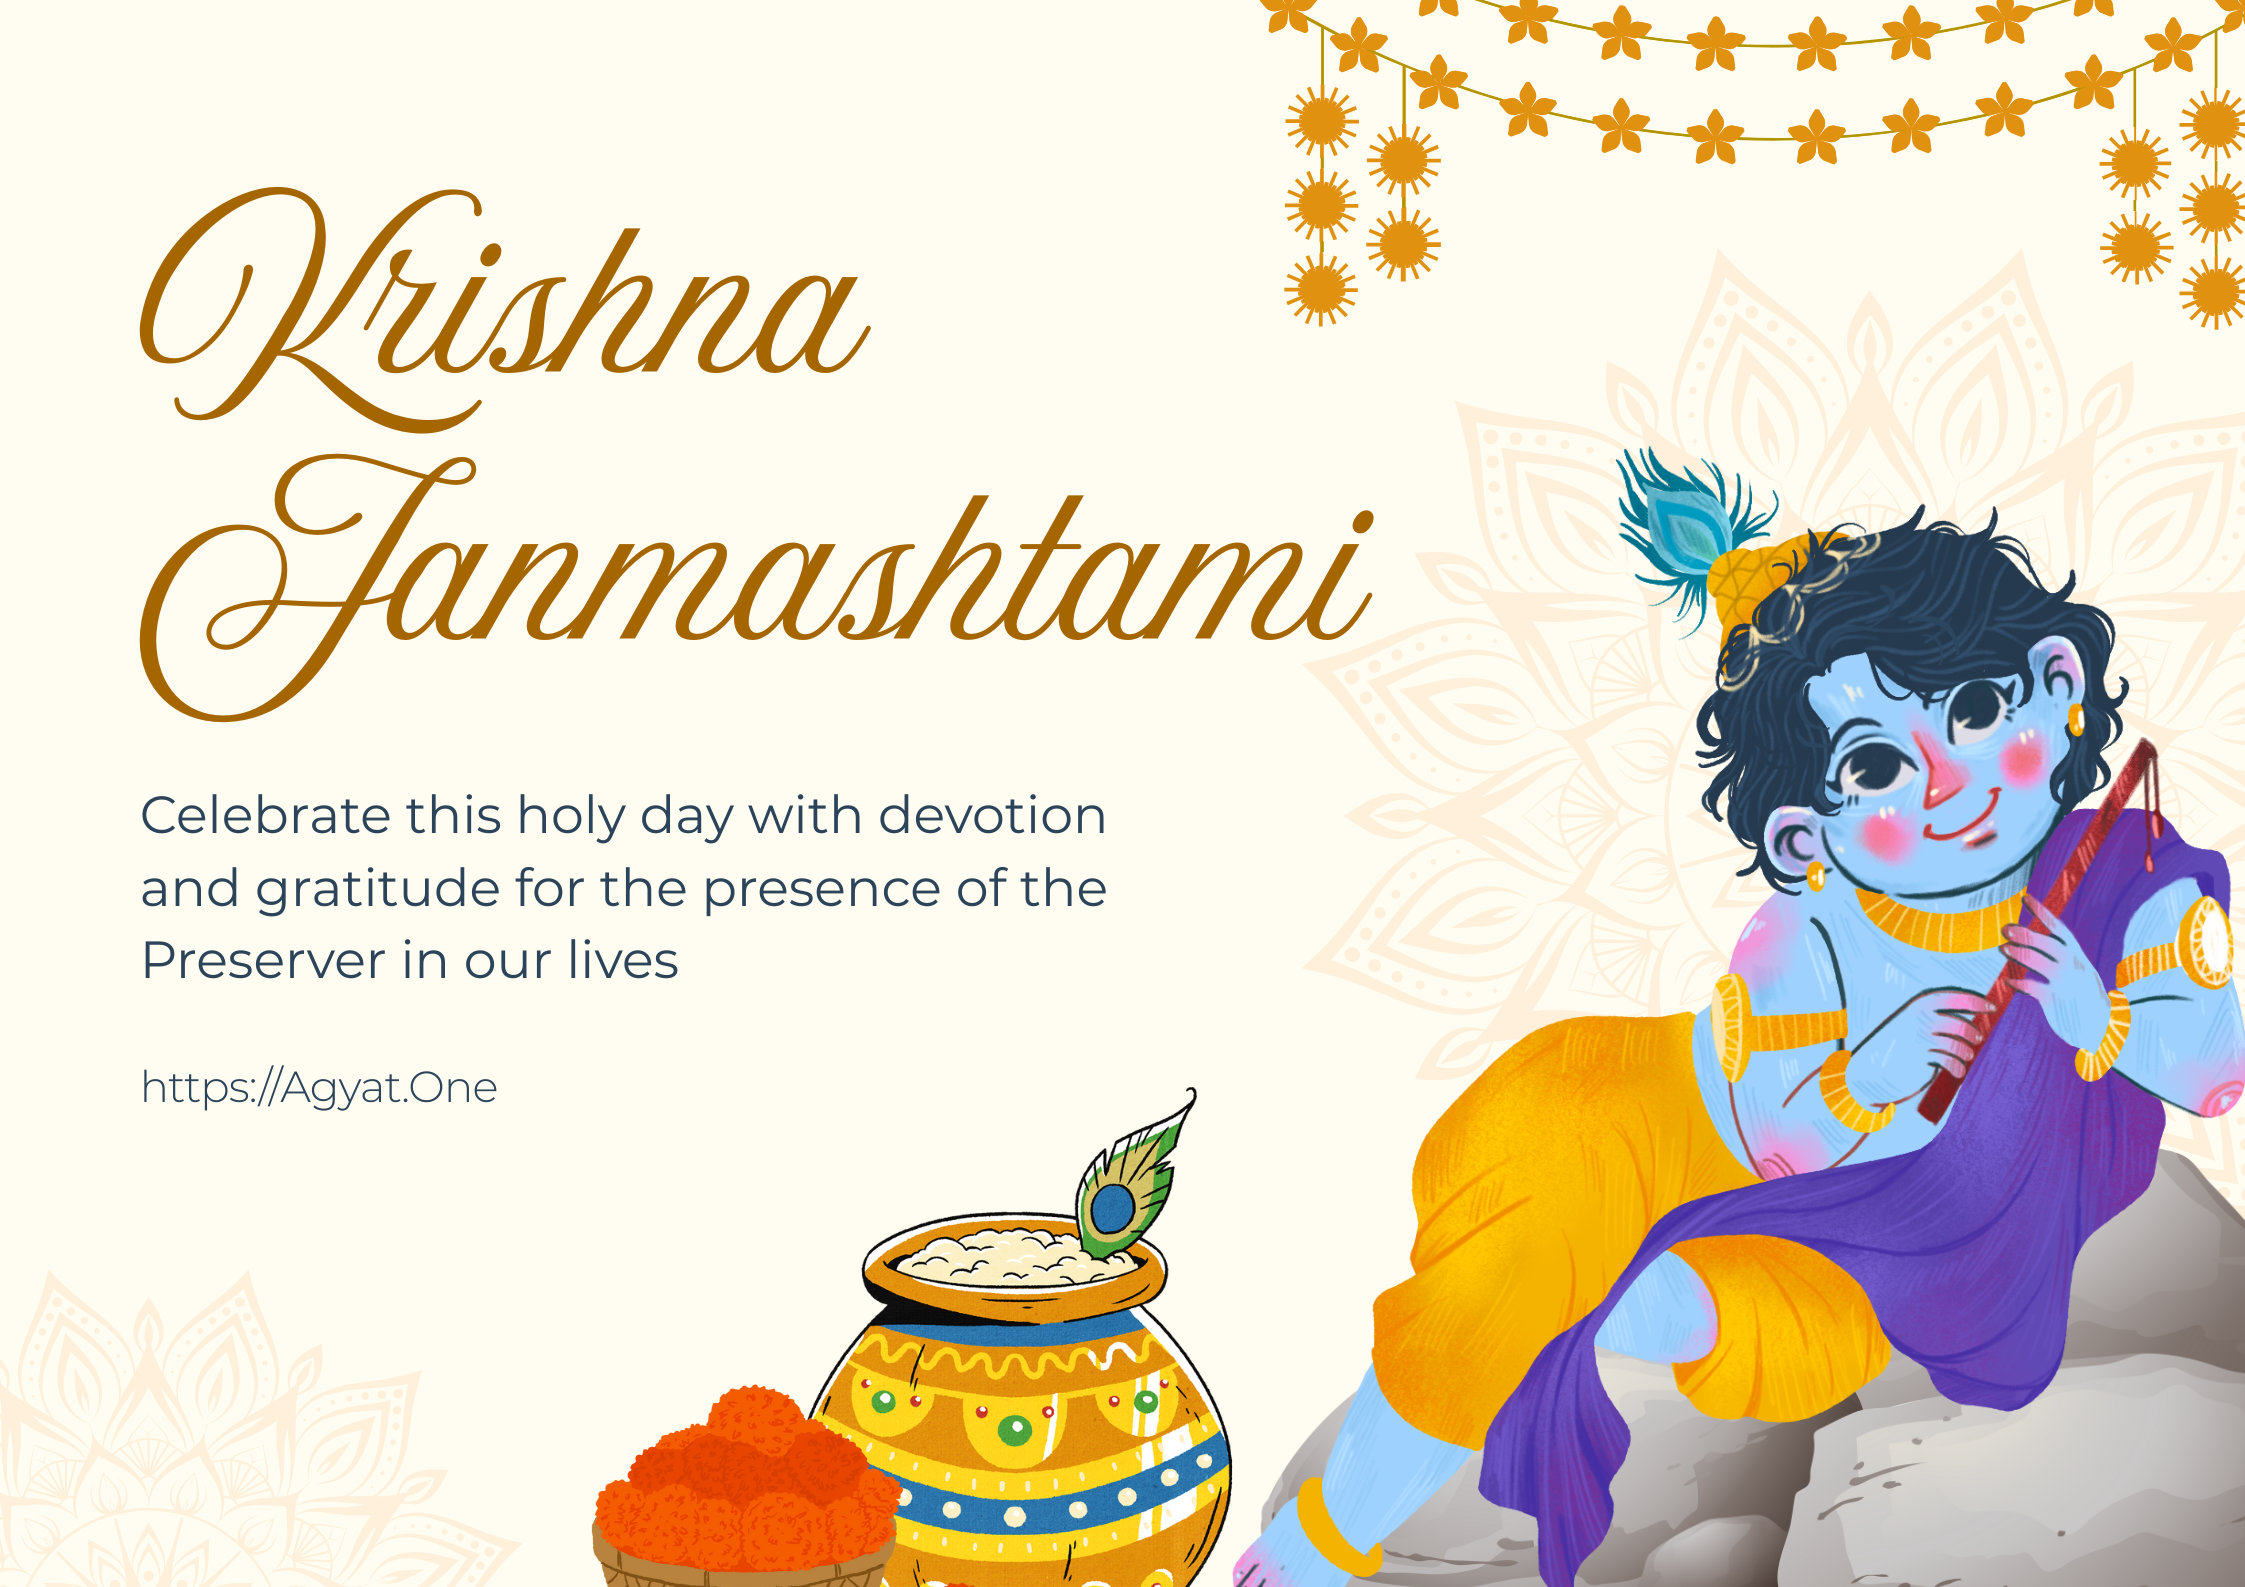 Krishna
Janmashtami
Celebrate this holy day with devotion
and gratitude for the presence of the
Preserver in our lives
https://Agyat.One